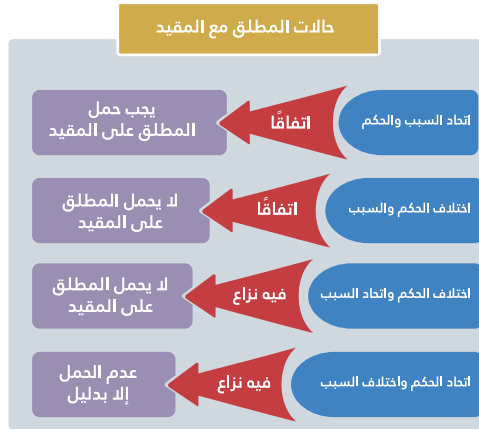 حالات المطلق مع المقيد
اتحاد السبب والحكم
اتفاقًا
يجب حمل
المطلق على المقيد
اختلاف الحكم والسبب
اتفاقًا
لا يحمل المطلق
على المقيد
اختلاف الحكم واتحاد السبب
فيه نزاع
لا يحمل المطلق
على المقيد
اتحاد الحكم واختلاف السبب
فيه نزاع
عدم الحمل
إلا بدليل